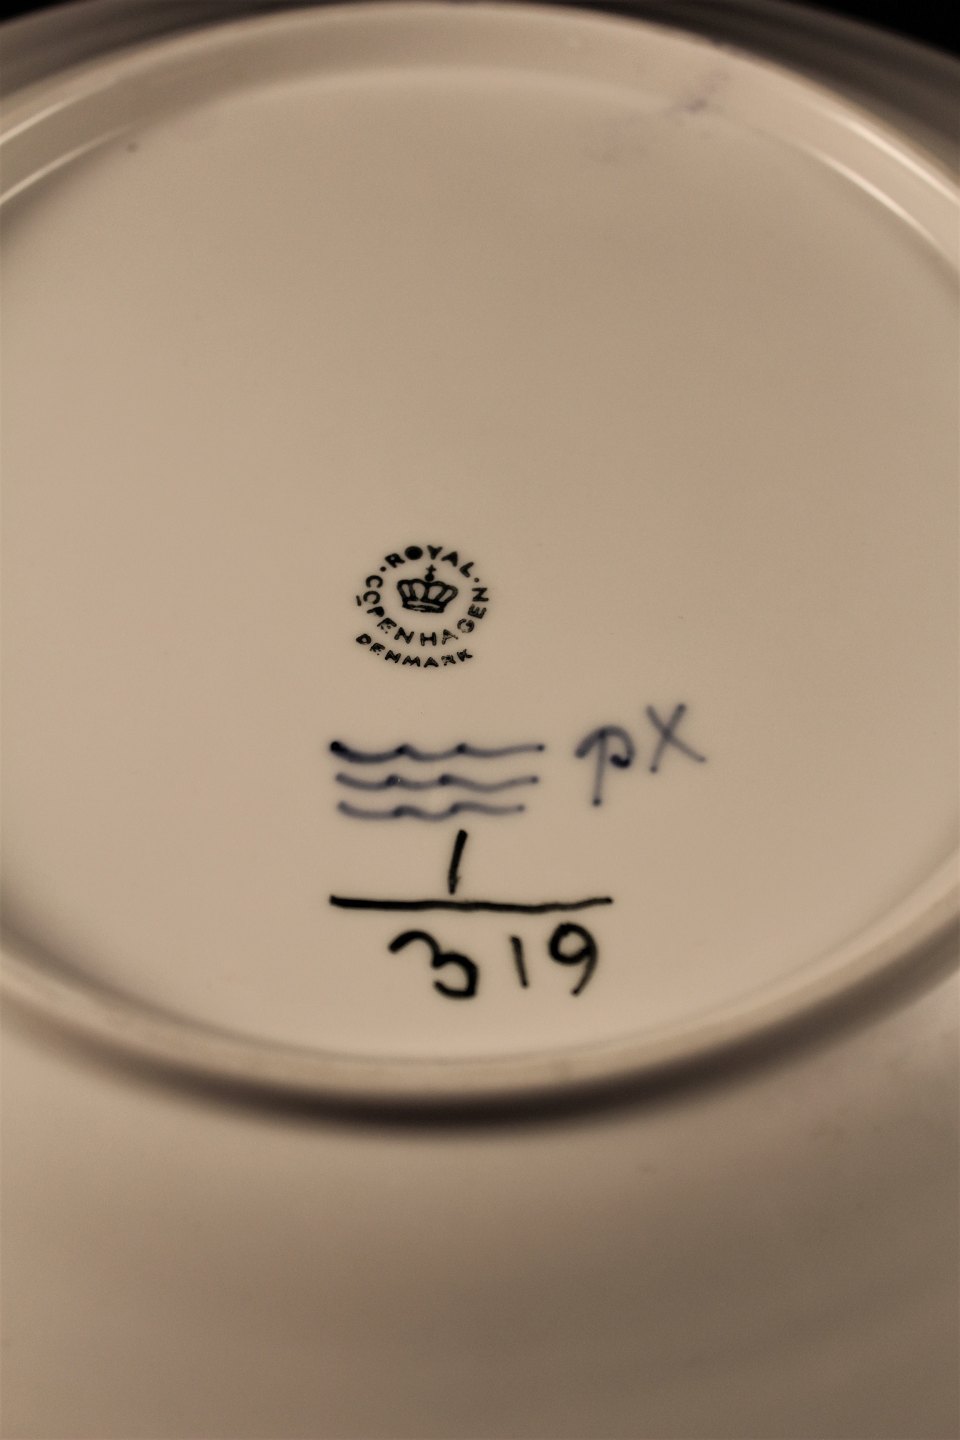 ROYAL
COPENHAGEN
DENMARK
pX
1
319